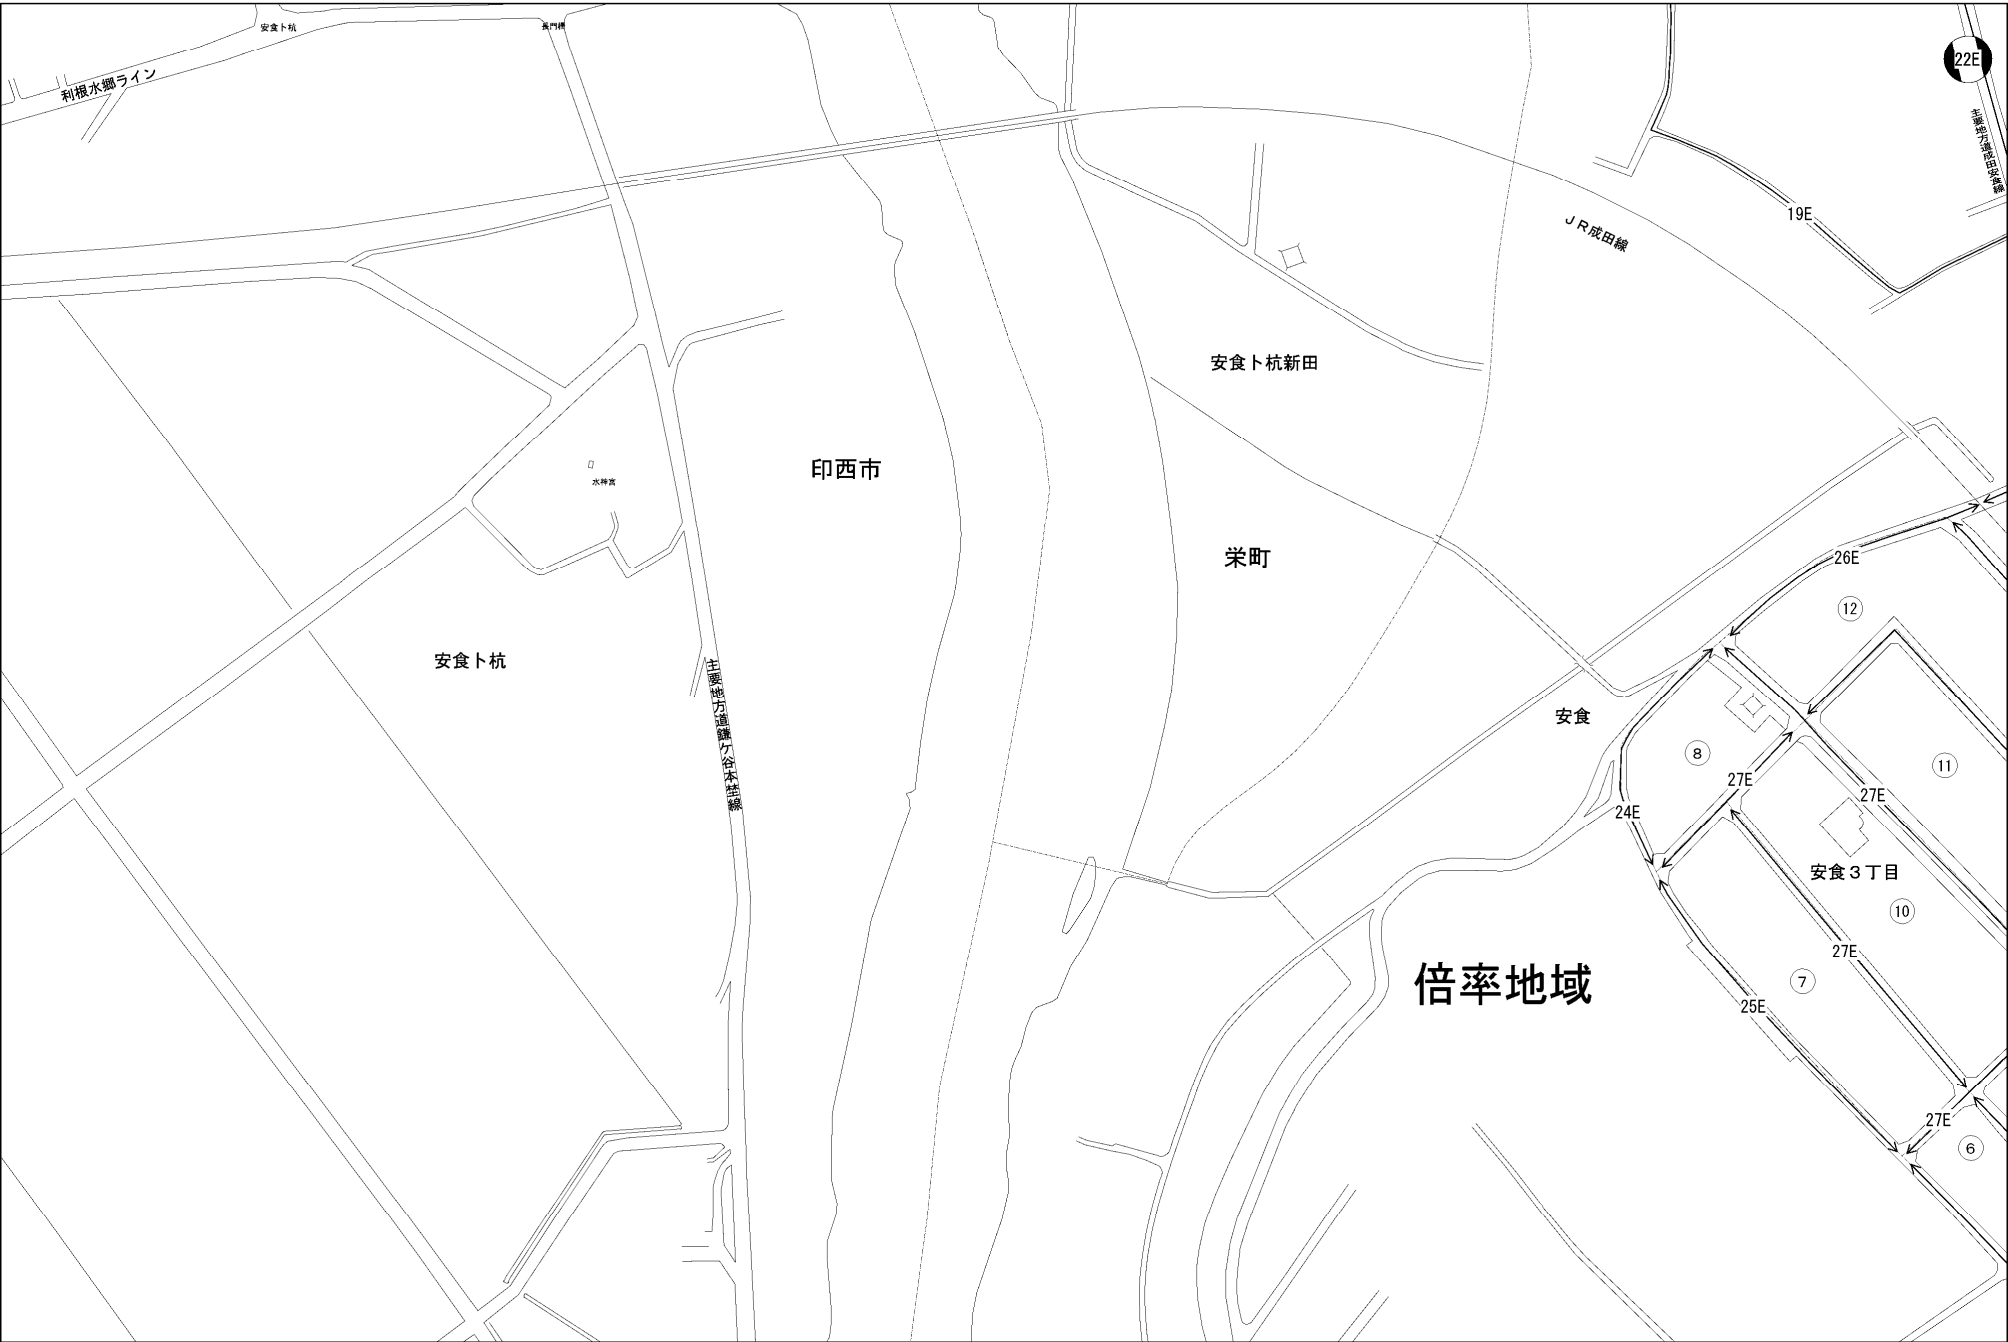 安食卜杭
長門橋
利根水郷ライン
22E
主要地方道成田安食線
19E
JR成田線
安食卜杭新田
印西市
水神宮
栄町
26E
12
安食卜杭
主要地方道鎌ケ谷本埜線
安食
8
27E
11
27E
24E
安食3丁目
10
27E
倍率地域
7
25E
27E
6